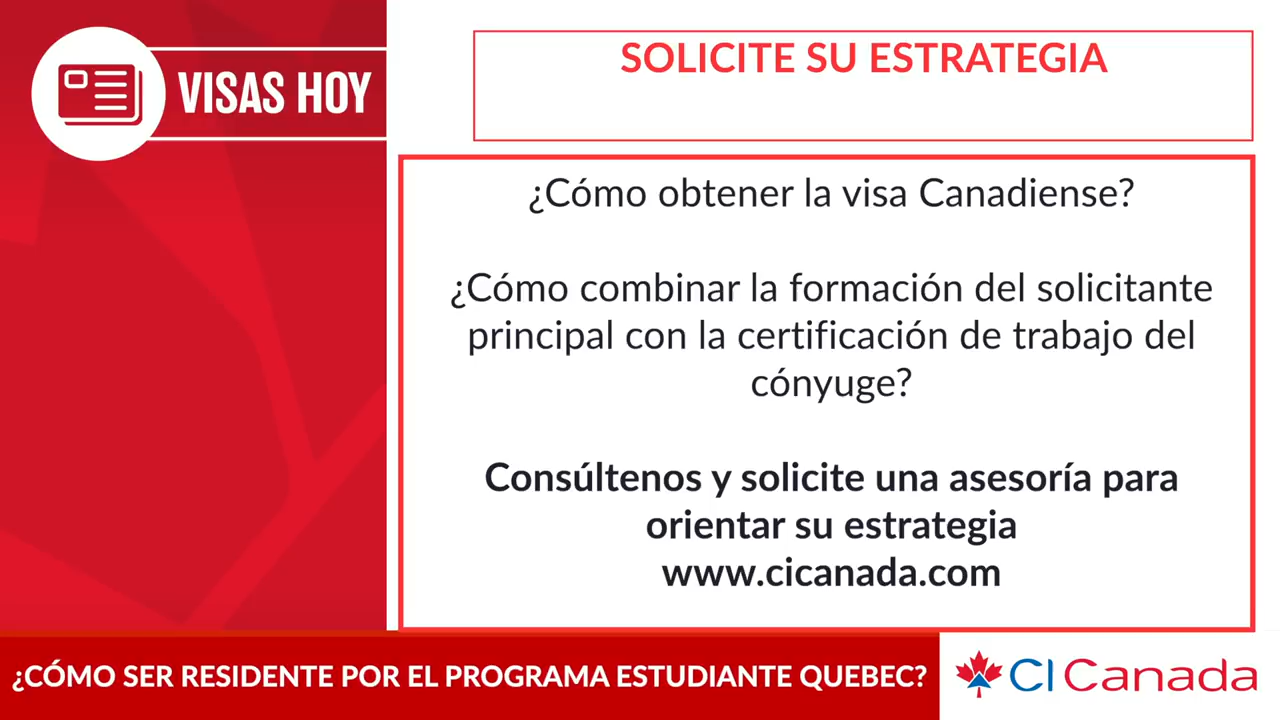 VISAS HOY
SOLICITE SU ESTRATEGIA
¿Cómo obtener la visa Canadiense?
¿Cómo combinar la formación del solicitante
principal con la certificación de trabajo del
cónyuge?
Consúltenos y solicite una asesoría para
orientar su estrategia
www.cicanada.com
¿CÓMO SER RESIDENTE POR EL PROGRAMA ESTUDIANTE QUEBEC?
CI Canada